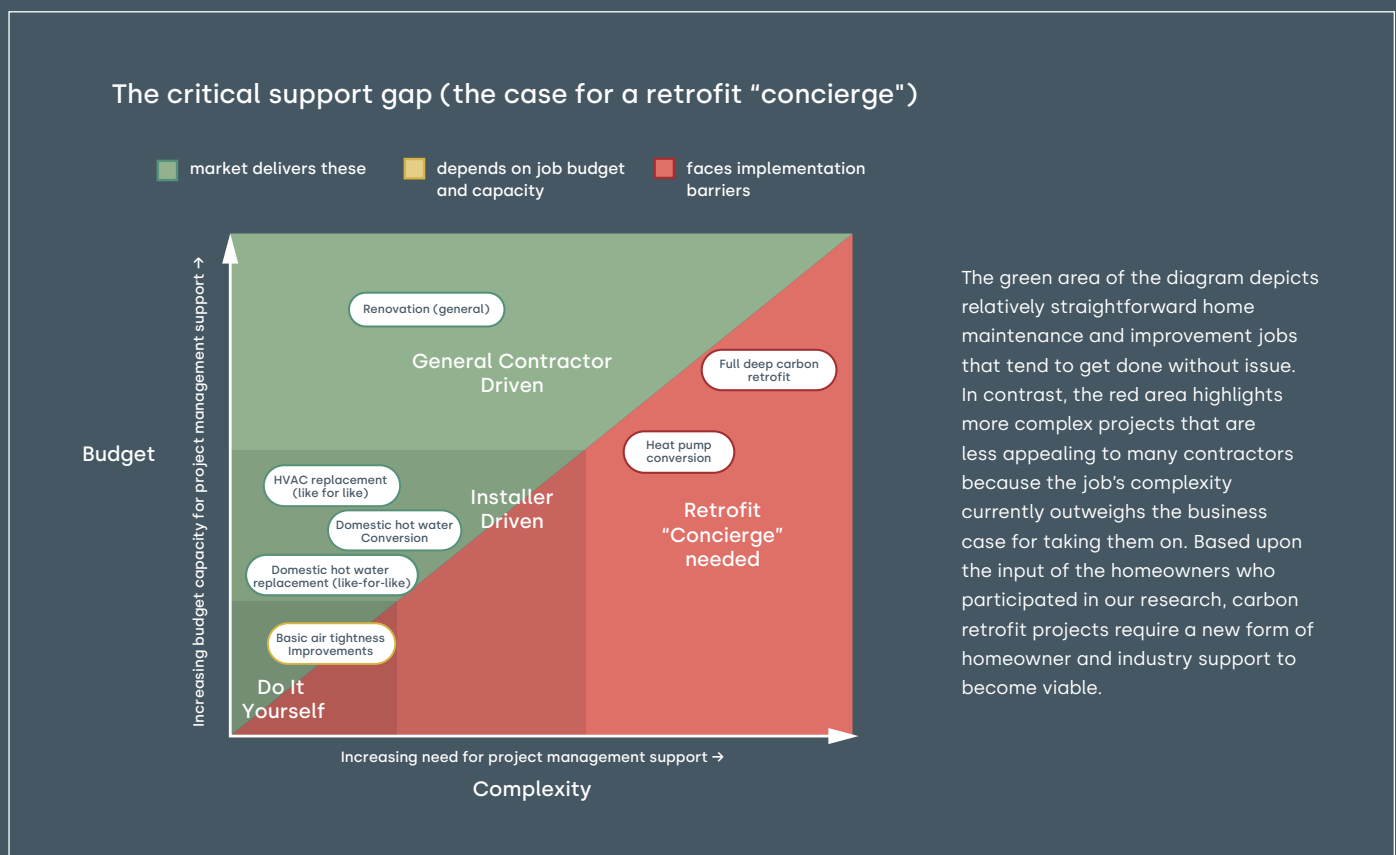 The critical support gap (the case for a retrofit “concierge")
market delivers these
depends on job budget
and capacity
faces implementation
barriers
Budget
Increasing budget capacity for project management support →
Renovation (general)
General Contractor
Driven
Full deep carbon
retrofit
Heat pump
conversion
HVAC replacement
(like for like)
Installer
Driven
Domestic hot water
Conversion
Retrofit
“Concierge”
needed
Domestic hot water
replacement (like-for-like)
Basic air tightness
Improvements
Do It
Yourself
Increasing need for project management support →
Complexity
The green area of the diagram depicts
relatively straightforward home
maintenance and improvement jobs
that tend to get done without issue.
In contrast, the red area highlights
more complex projects that are
less appealing to many contractors
because the job’s complexity
currently outweighs the business
case for taking them on. Based upon
the input of the homeowners who
participated in our research, carbon
retrofit projects require a new form of
homeowner and industry support to
become viable.